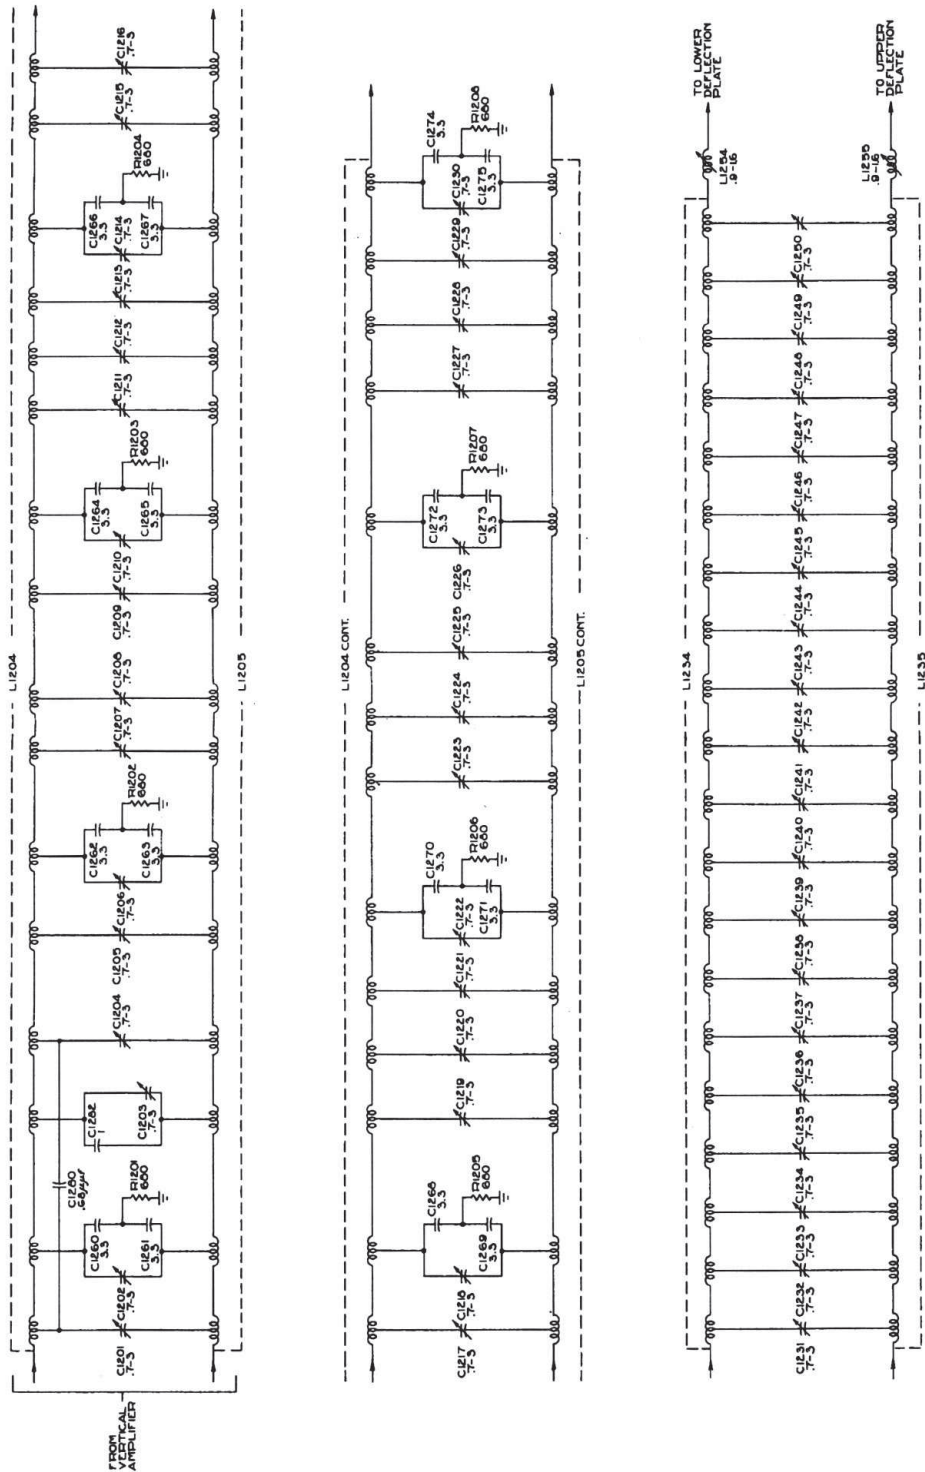 FROM
VERTICAL
AMPLIFIER
L1204
C1201
.7-3
C1202
.7-3
C1260
3.3
C1261
3.3
R1201
680
C1280
.68μμf
C1282
1
C1203
.7-3
C1204
.7-3
C1205
.7-3
C1206
.7-3
C1262
3.3
C1263
3.3
R1202
680
C1207
.7-3
C1208
.7-3
C1209
.7-3
C1210
.7-3
C1264
3.3
C1265
3.3
R1203
680
C1211
.7-3
C1212
.7-3
C1213
.7-3
C1266
3.3
C1214
.7-3
C1267
3.3
R1204
680
C1215
.7-3
C1216
.7-3
L1205
L1204 CONT.
C1217
.7-3
C1218
.7-3
C1268
3.3
C1269
3.3
R1205
680
C1219
.7-3
C1220
.7-3
C1221
.7-3
C1270
3.3
C1222
.7-3
C1271
3.3
R1206
680
C1223
.7-3
C1224
.7-3
C1225
.7-3
C1226
.7-3
C1272
3.3
C1273
3.3
R1207
680
C1227
.7-3
C1228
.7-3
C1229
.7-3
C1274
3.3
C1230
.7-3
C1275
3.3
R1208
680
L1205 CONT.
L1234
C1231
.7-3
C1232
.7-3
C1233
.7-3
C1234
.7-3
C1235
.7-3
C1236
.7-3
C1237
.7-3
C1238
.7-3
C1239
.7-3
C1240
.7-3
C1241
.7-3
C1242
.7-3
C1243
.7-3
C1244
.7-3
C1245
.7-3
C1246
.7-3
C1247
.7-3
C1248
.7-3
C1249
.7-3
C1250
.7-3
L1254
.9-1.6
TO LOWER
DEFLECTION
PLATE
L1255
.9-1.6
TO UPPER
DEFLECTION
PLATE
L1235